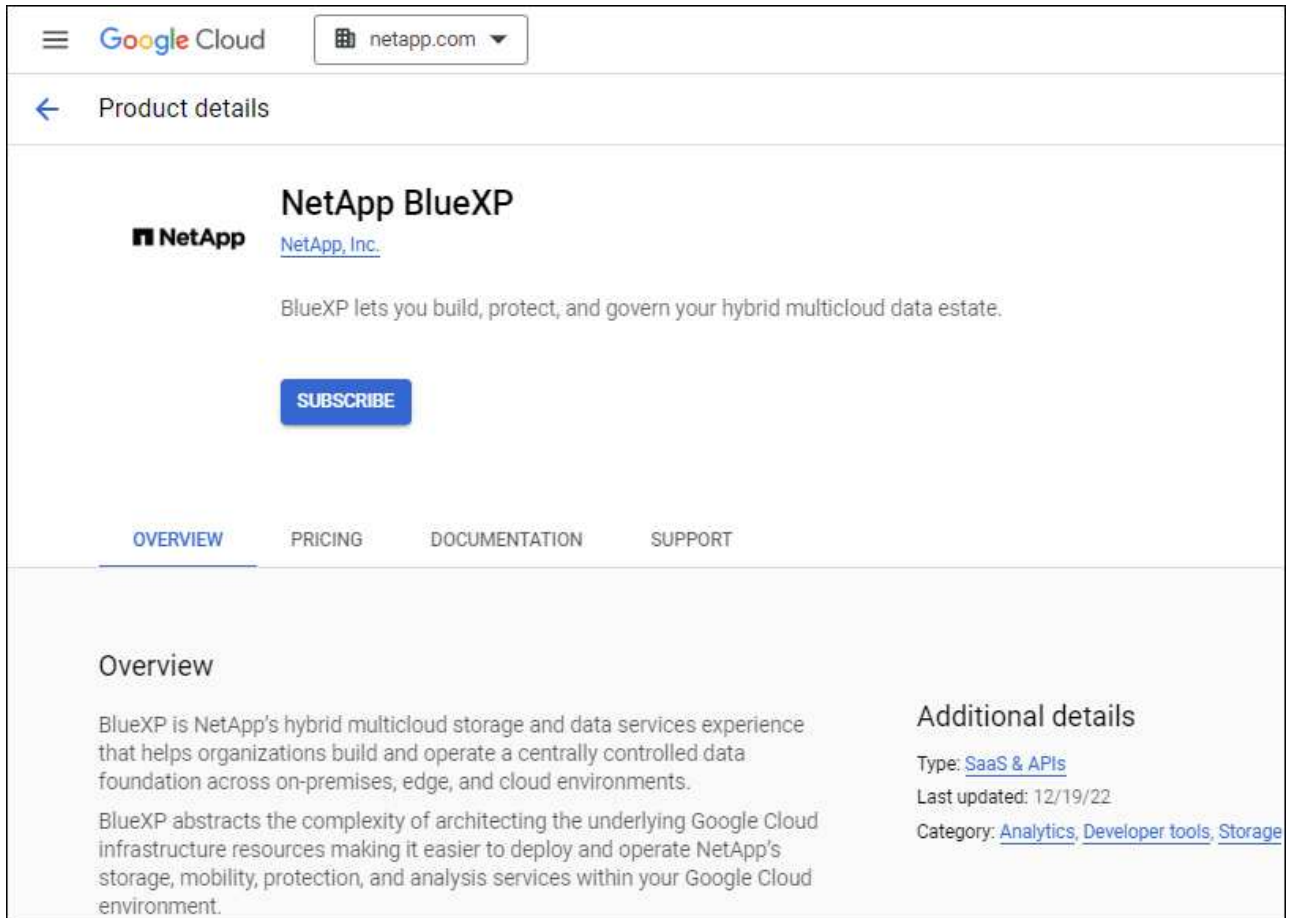 Google Cloud
netapp.com
Product details
NetApp
NetApp BlueXP
NetApp, Inc.
BlueXP lets you build, protect, and govern your hybrid multicloud data estate.
SUBSCRIBE
OVERVIEW
PRICING
DOCUMENTATION
SUPPORT
Overview
BlueXP is NetApp's hybrid multicloud storage and data services experience
that helps organizations build and operate a centrally controlled data
foundation across on-premises, edge, and cloud environments.
BlueXP abstracts the complexity of architecting the underlying Google Cloud
infrastructure resources making it easier to deploy and operate NetApp's
storage, mobility, protection, and analysis services within your Google Cloud
environment.
Additional details
Type: SaaS & APIs
Last updated: 12/19/22
Category: Analytics, Developer tools, Storage